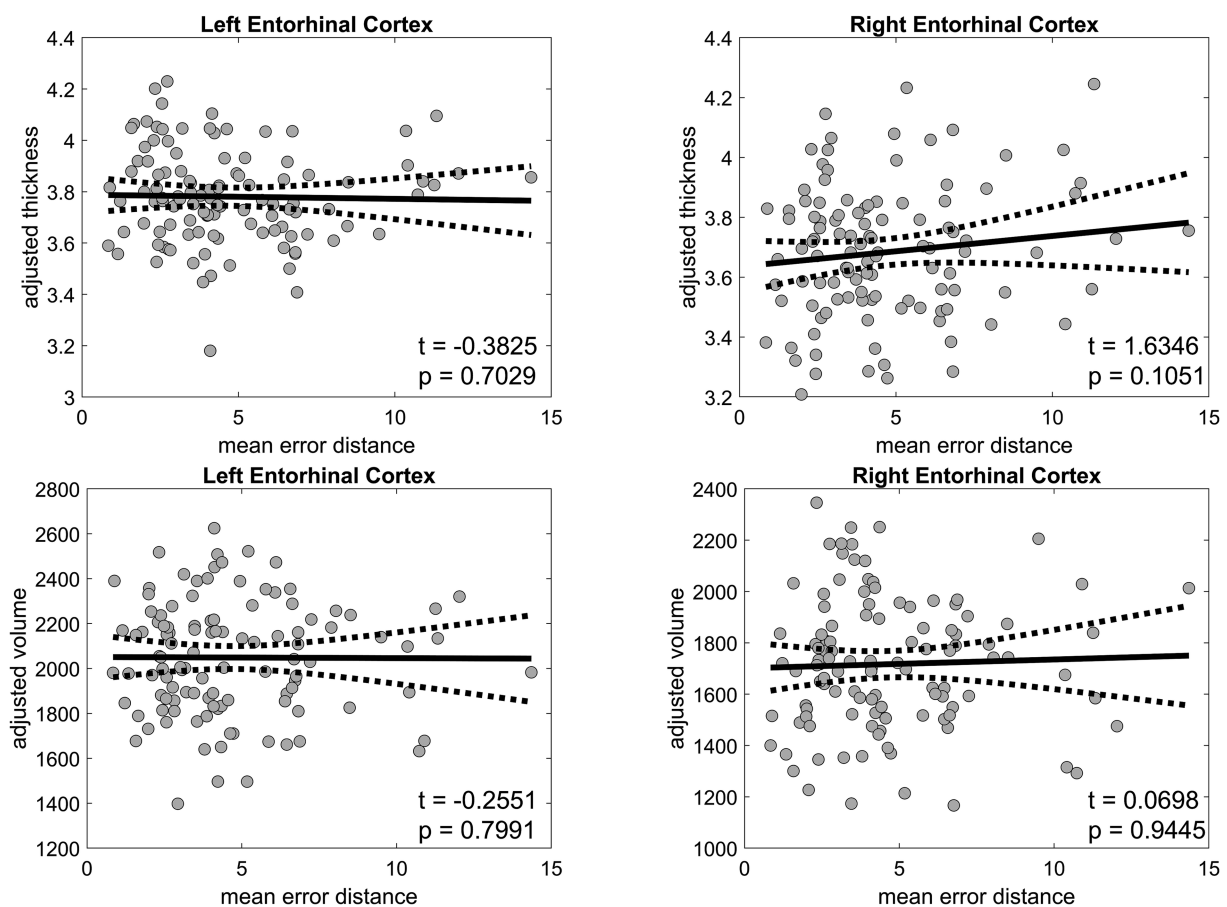 Left Entorhinal Cortex
4.4
4.2
4
3.8
3.6
3.4
3.2
3
adjusted thickness
t = -0.3825
p = 0.7029
0 5 10 15
mean error distance
Right Entorhinal Cortex
4.4
4.2
4
3.8
3.6
3.4
3.2
adjusted thickness
t = 1.6346
p = 0.1051
0 5 10 15
mean error distance
Left Entorhinal Cortex
2800
2600
2400
2200
2000
1800
1600
1400
1200
adjusted volume
t = -0.2551
p = 0.7991
0 5 10 15
mean error distance
Right Entorhinal Cortex
2400
2200
2000
1800
1600
1400
1200
1000
adjusted volume
t = 0.0698
p = 0.9445
0 5 10 15
mean error distance